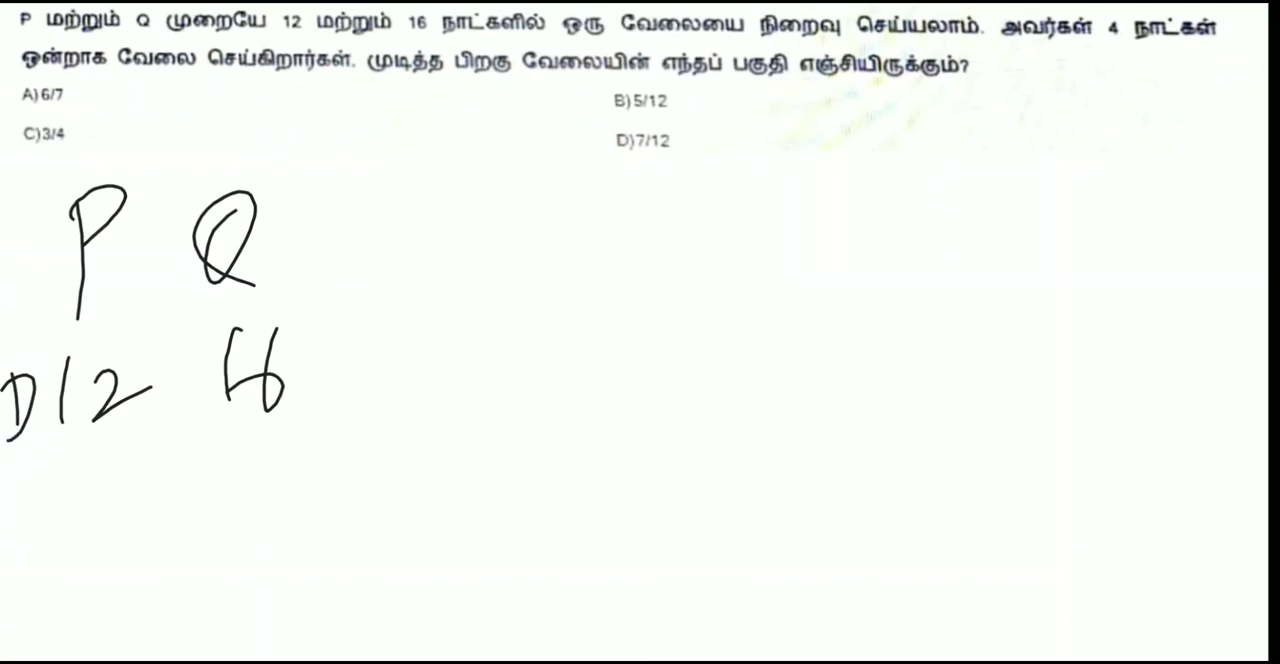 P மற்றும் Q முறையே 12 மற்றும் 16 நாட்களில் ஒரு வேலையை நிறைவு செய்யலாம். அவர்கள் 4 நாட்கள்
ஒன்றாக வேலை செய்கிறார்கள். முடித்த பிறகு வேலையின் எந்தப் பகுதி எஞ்சியிருக்கும்?
A) 6/7 B) 5/12
C) 3/4 D) 7/12
P Q
D 12 16